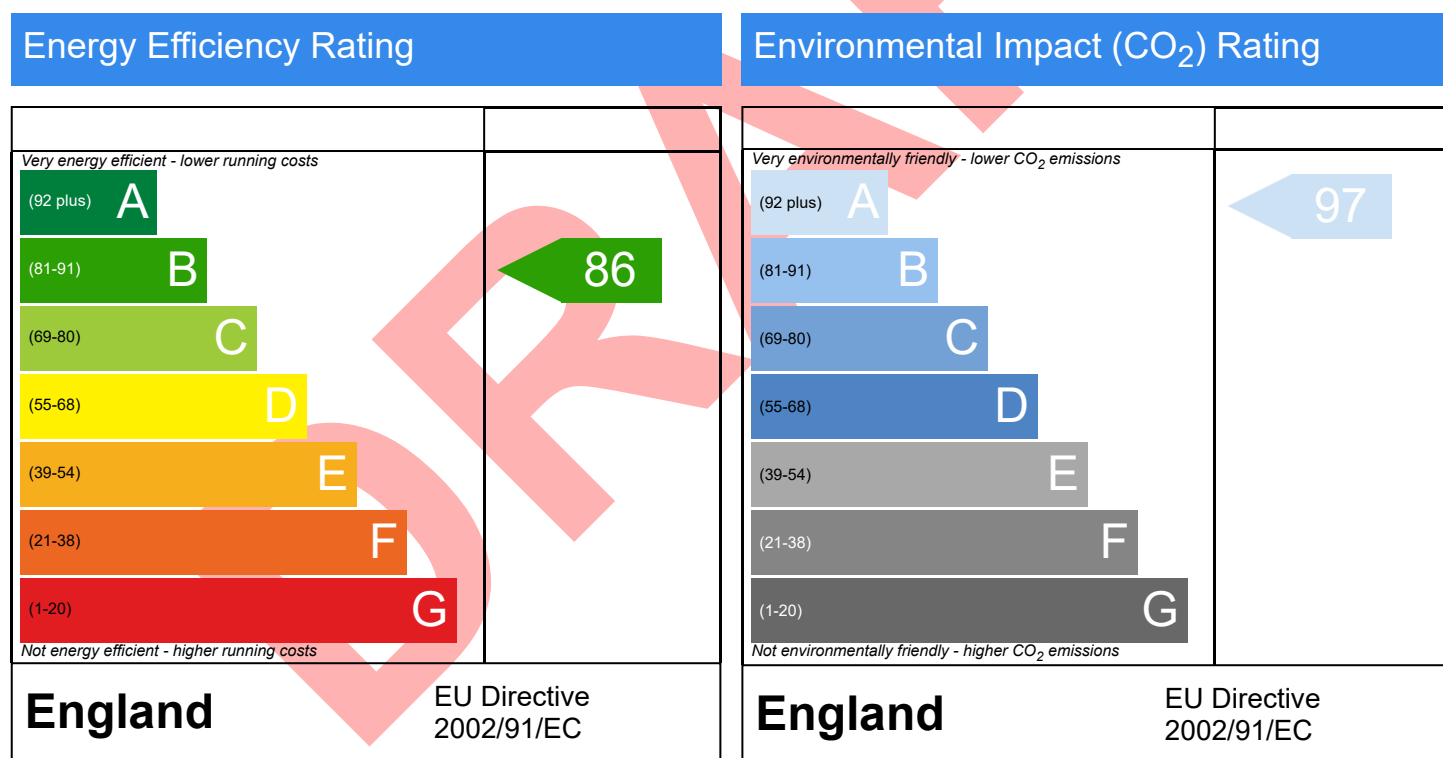 Energy Efficiency Rating
Very energy efficient - lower running costs
(92 plus) A
(81-91) B
86
(69-80) C
(55-68) D
(39-54) E
(21-38) F
(1-20) G
Not energy efficient - higher running costs
England
EU Directive
2002/91/EC
Environmental Impact (CO₂) Rating
Very environmentally friendly - lower CO₂ emissions
(92 plus) A
97
(81-91) B
(69-80) C
(55-68) D
(39-54) E
(21-38) F
(1-20) G
Not environmentally friendly - higher CO₂ emissions
England
EU Directive
2002/91/EC